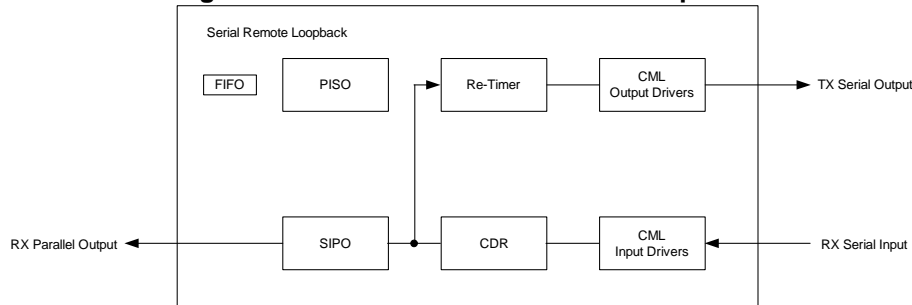 Serial Remote Loopback
FIFO
PISO
Re-Timer
CML
Output Drivers
TX Serial Output
RX Parallel Output
SIPO
CDR
CML
Input Drivers
RX Serial Input